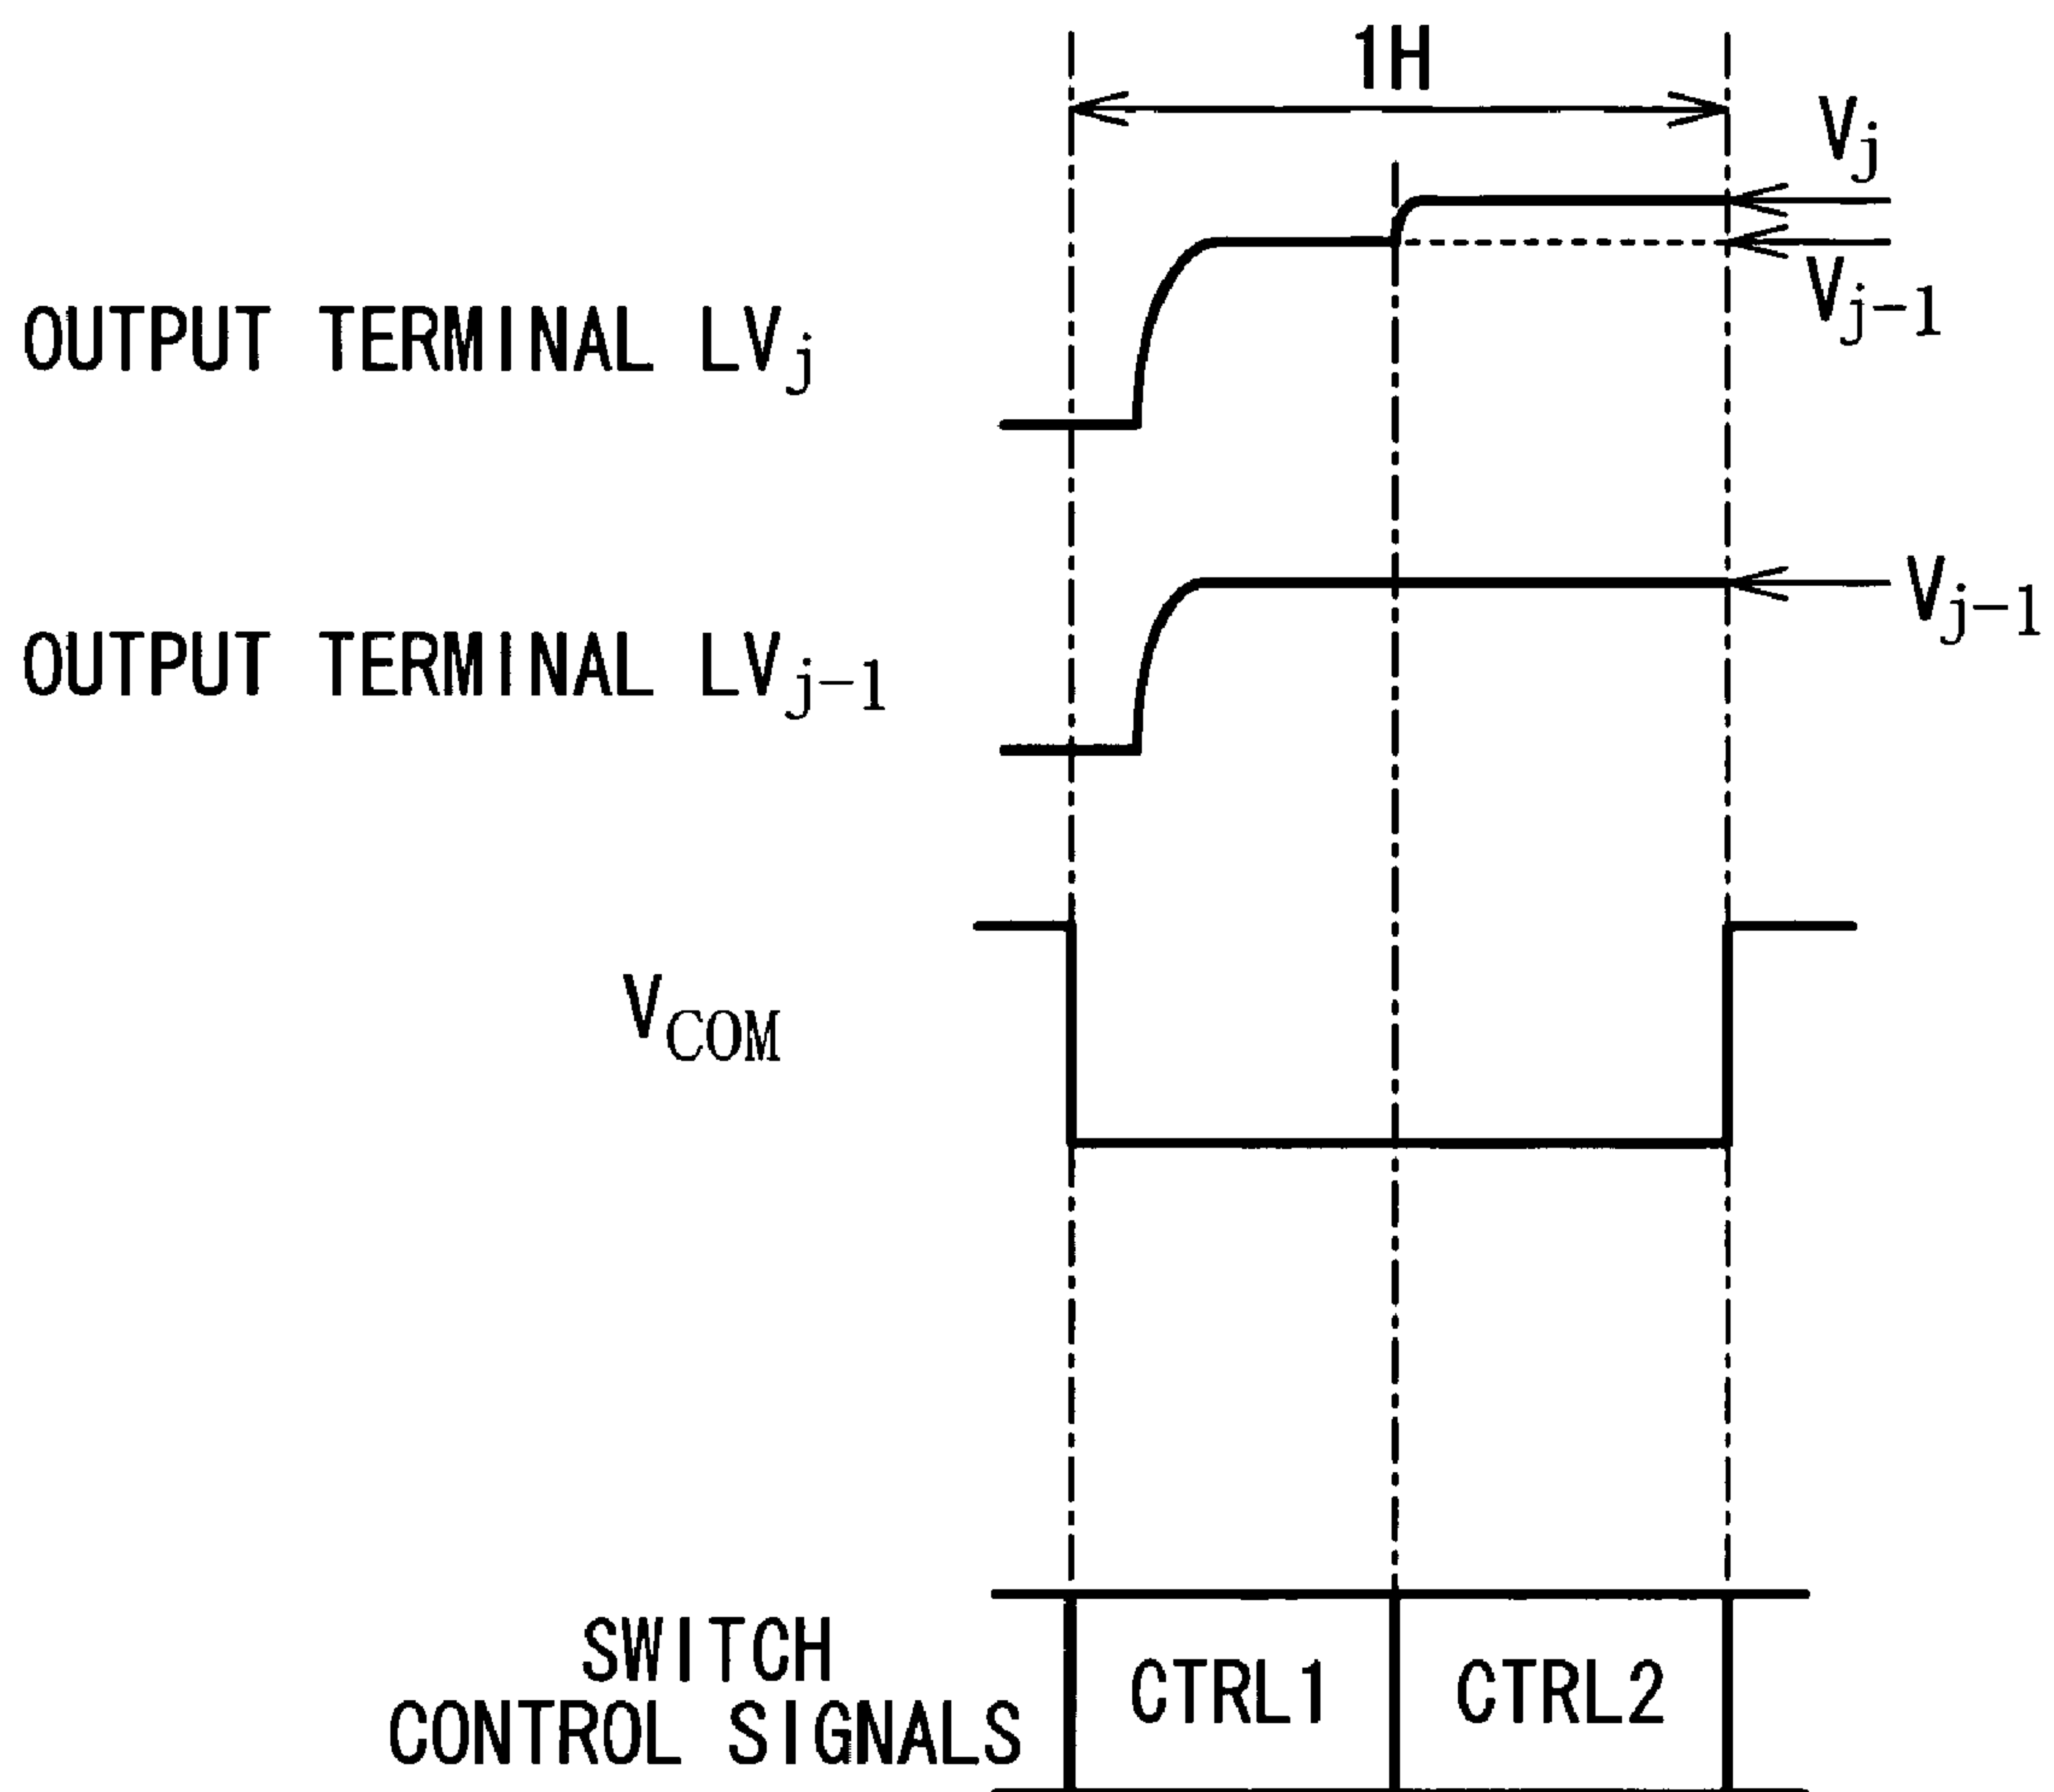 1H
Vj
Vj-1
OUTPUT TERMINAL LVj
Vj-1
OUTPUT TERMINAL LVj-1
VCOM
SWITCH
CONTROL SIGNALS
CTRL1
CTRL2